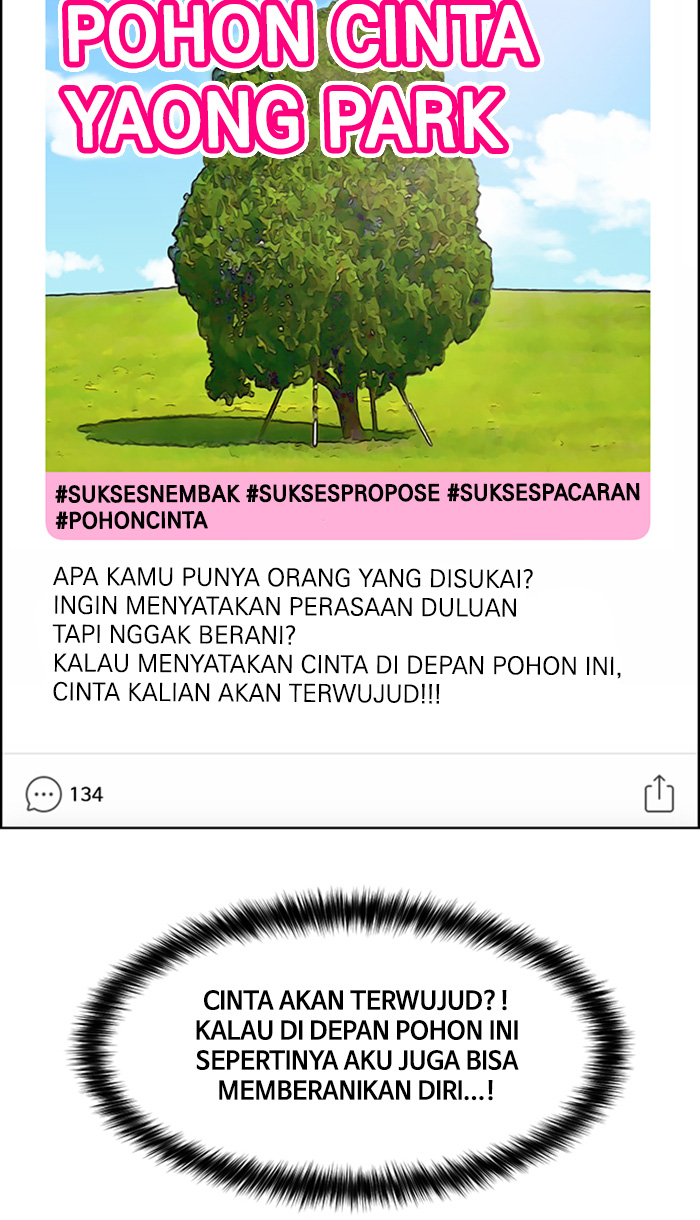 POHON CINTA
YAONG PARK
#SUKSESNEMBAK #SUKSESPROPOSE #SUKSESPACARAN
#POHONCINTA
APA KAMU PUNYA ORANG YANG DISUKAI?
INGIN MENYATAKAN PERASAAN DULUAN
TAPI NGGAK BERANI?
KALAU MENYATAKAN CINTA DI DEPAN POHON INI,
CINTA KALIAN AKAN TERWUJUD!!!
134
CINTA AKAN TERWUJUD?!
KALAU DI DEPAN POHON INI
SEPERTINYA AKU JUGA BISA
MEMBERANIKAN DIRI...!